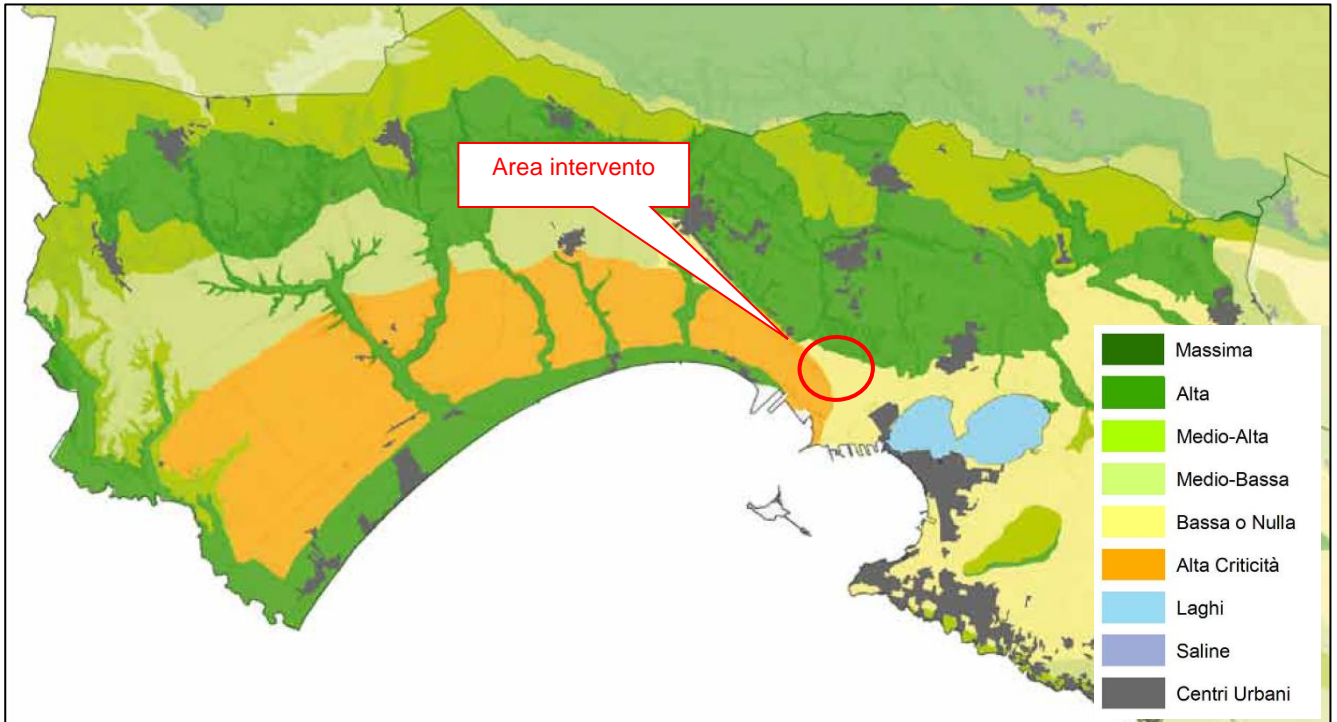 Area intervento
Massima
Alta
Medio-Alta
Medio-Bassa
Bassa o Nulla
Alta Criticità
Laghi
Saline
Centri Urbani